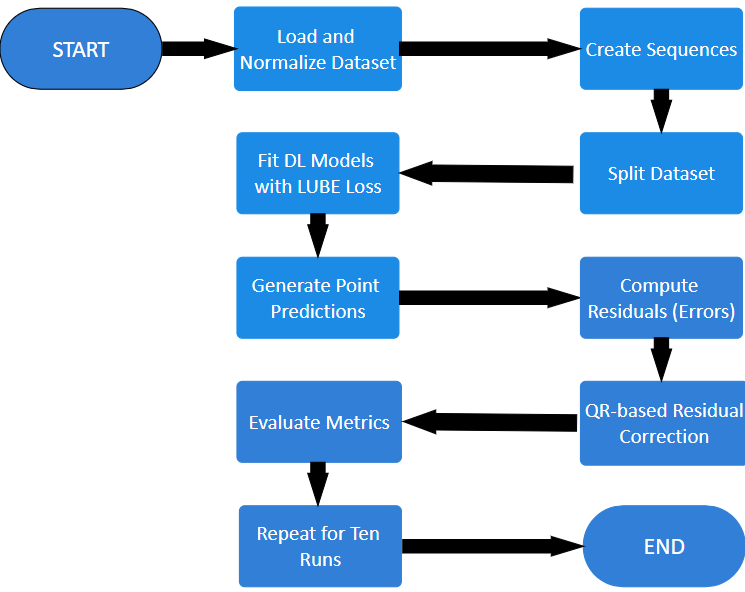 START
Load and
Normalize Dataset
Create Sequences
Split Dataset
Fit DL Models
with LUBE Loss
Generate Point
Predictions
Compute
Residuals (Errors)
QR-based Residual
Correction
Evaluate Metrics
Repeat for Ten
Runs
END